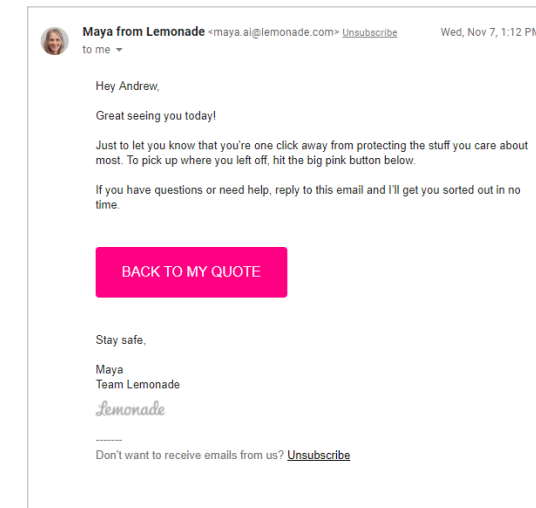 Maya from Lemonade <maya.ai@lemonade.com> Unsubscribe Wed, Nov 7, 1:12 PM
to me
Hey Andrew,
Great seeing you today!
Just to let you know that you're one click away from protecting the stuff you care about
most. To pick up where you left off, hit the big pink button below.
If you have questions or need help, reply to this email and I'll get you sorted out in no
time.
BACK TO MY QUOTE
Stay safe,
Maya
Team Lemonade
Lemonade
-------
Don't want to receive emails from us? Unsubscribe